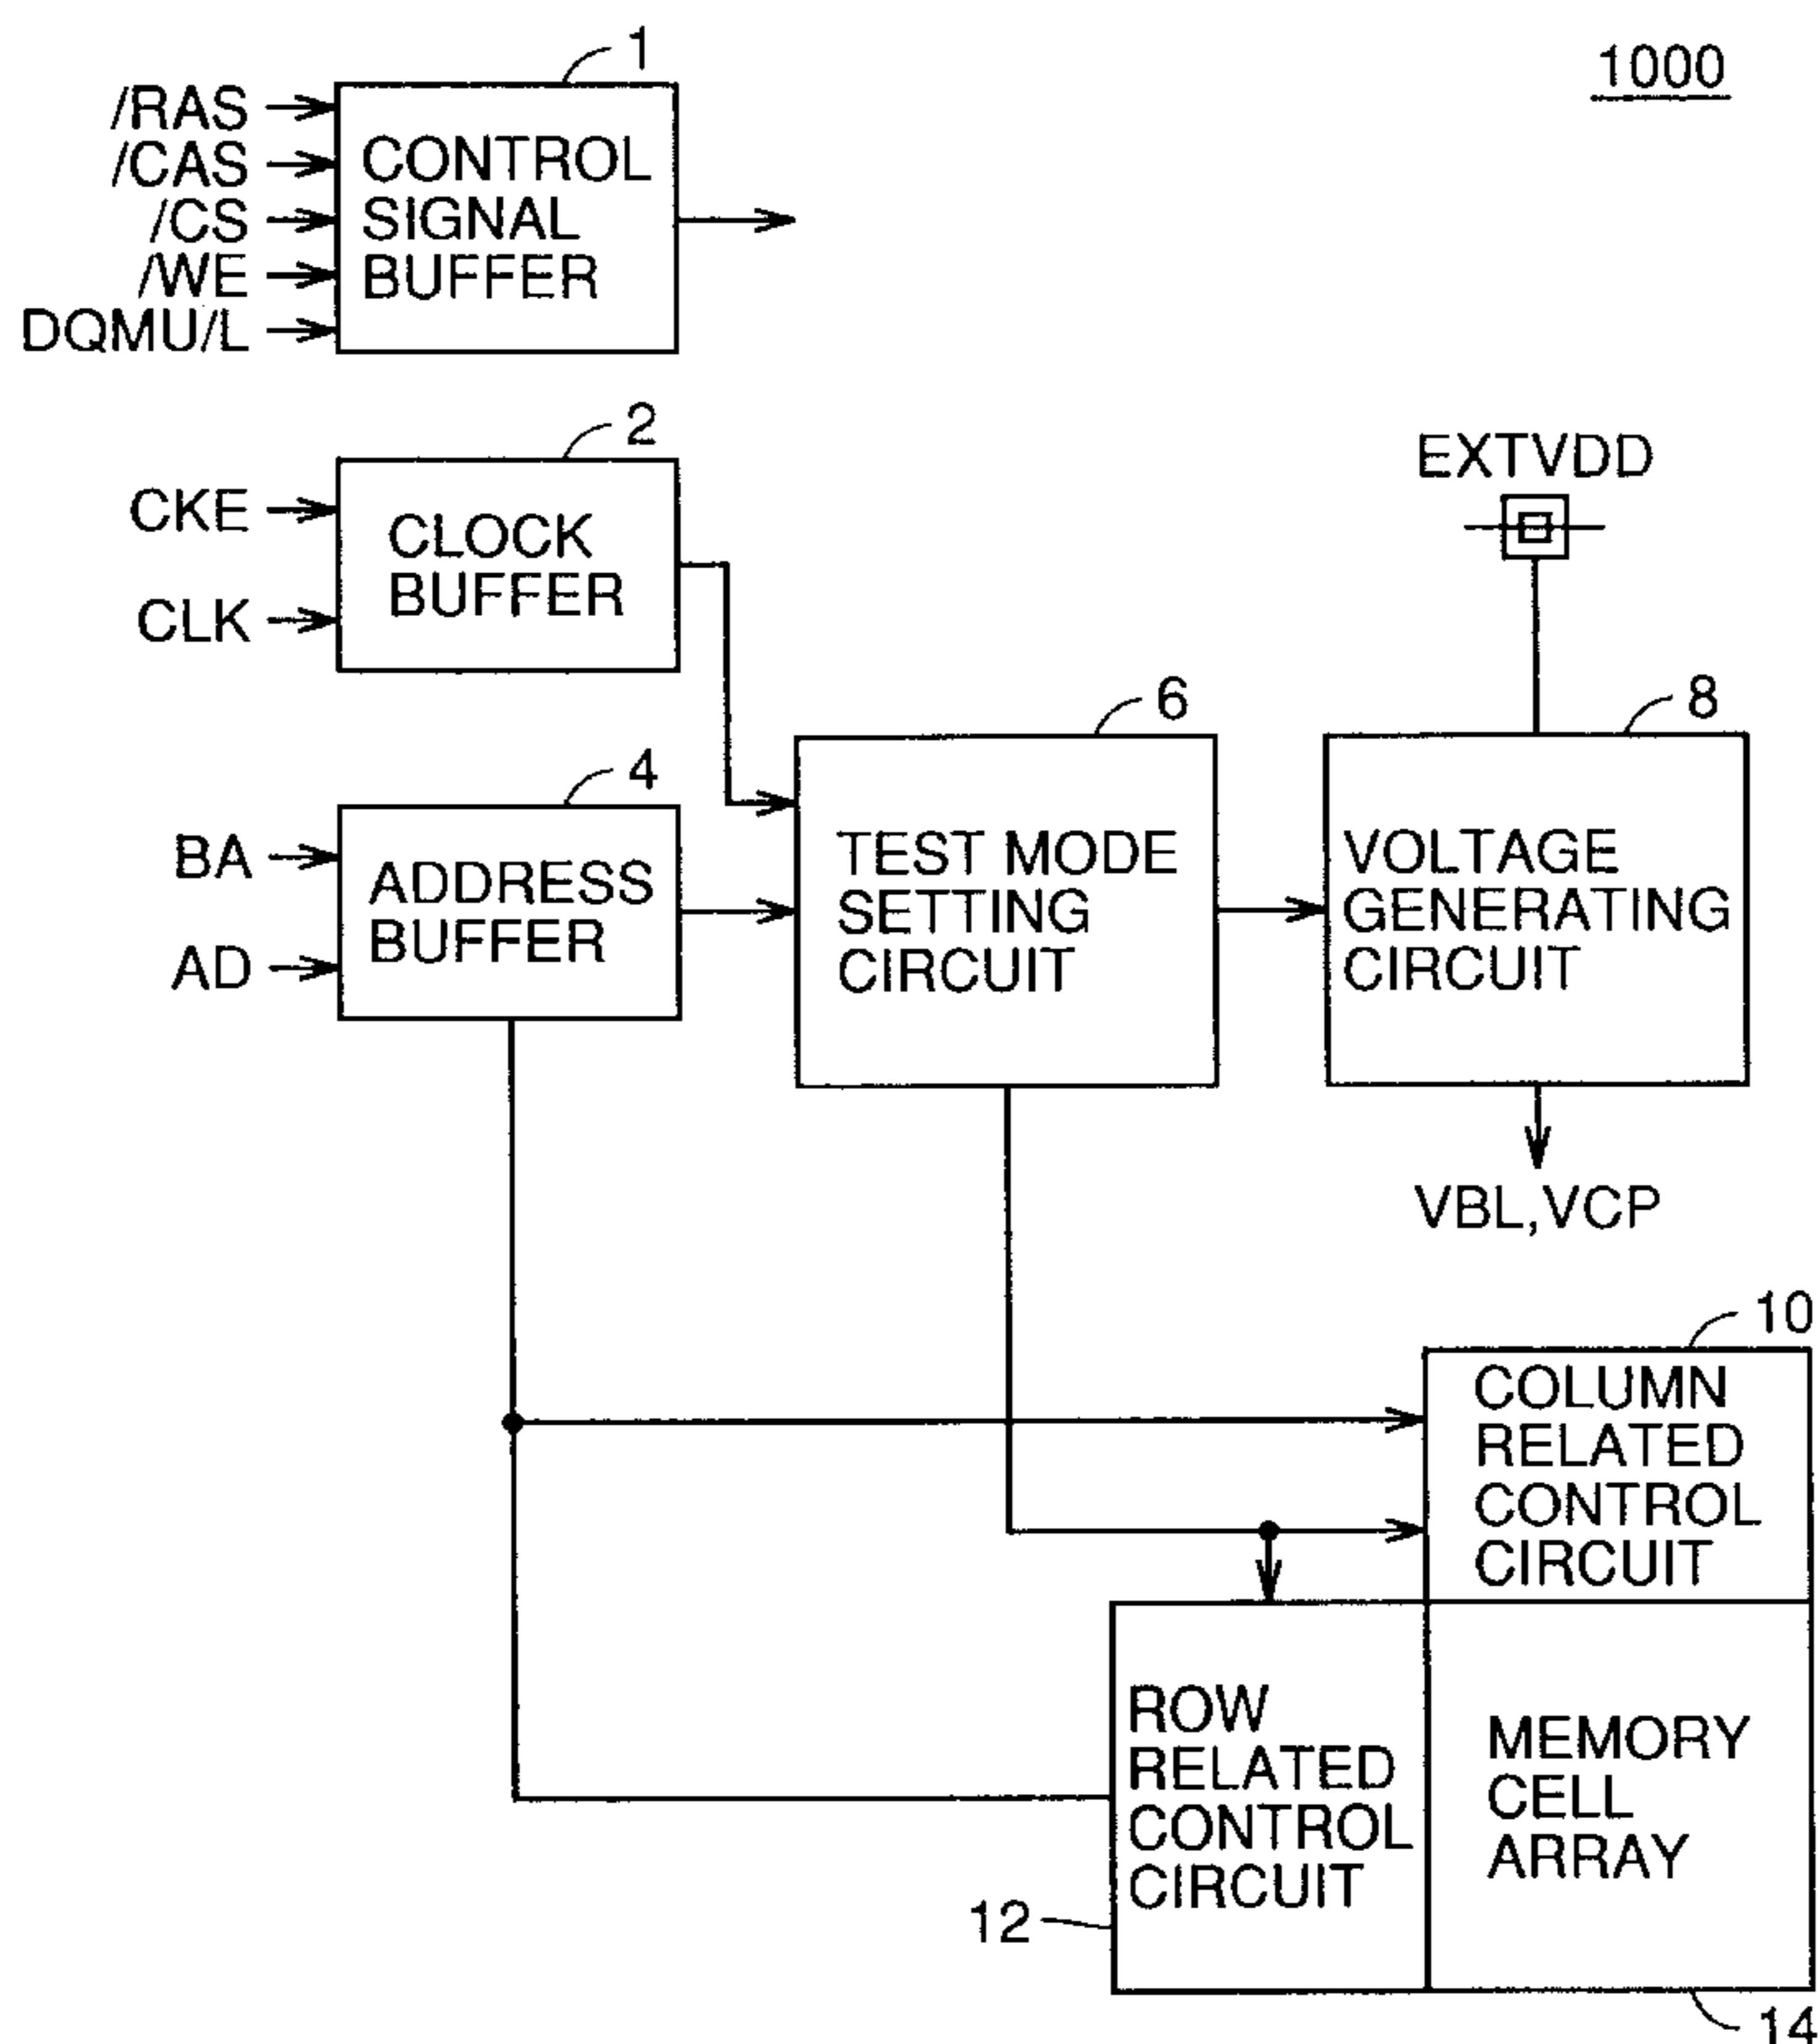 1
1000
/RAS
/CAS
/CS
/WE
DQMU/L
CONTROL
SIGNAL
BUFFER
2
CKE
CLK
CLOCK
BUFFER
EXTVDD
4
BA
AD
ADDRESS
BUFFER
6
TEST MODE
SETTING
CIRCUIT
8
VOLTAGE
GENERATING
CIRCUIT
VBL,VCP
10
COLUMN
RELATED
CONTROL
CIRCUIT
ROW
RELATED
CONTROL
CIRCUIT
12
MEMORY
CELL
ARRAY
14